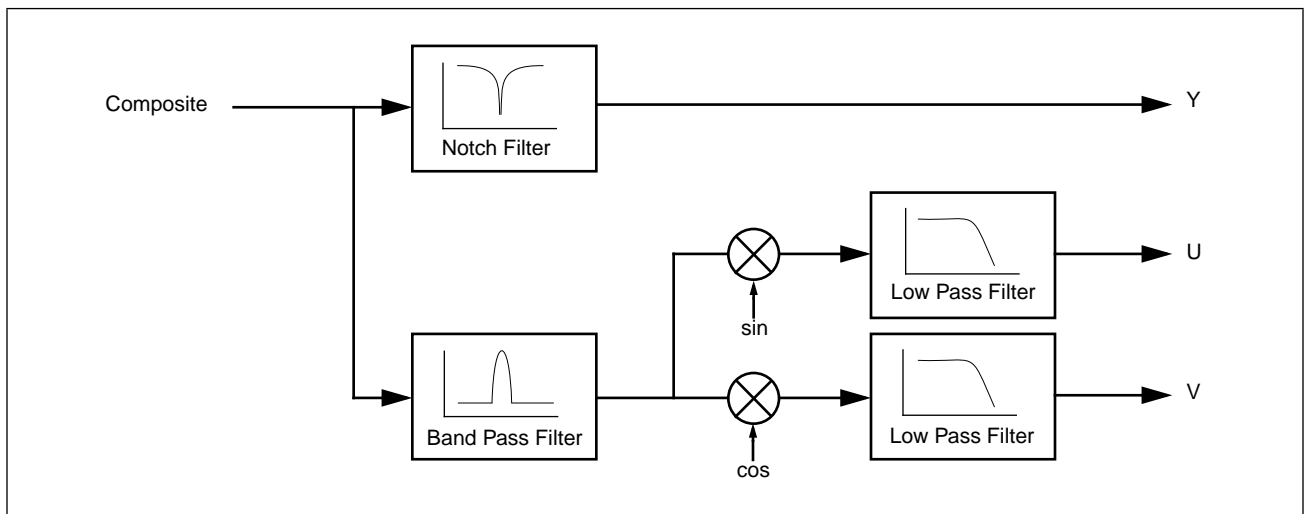 Composite
Notch Filter
Y
sin
Low Pass Filter
U
Band Pass Filter
cos
Low Pass Filter
V